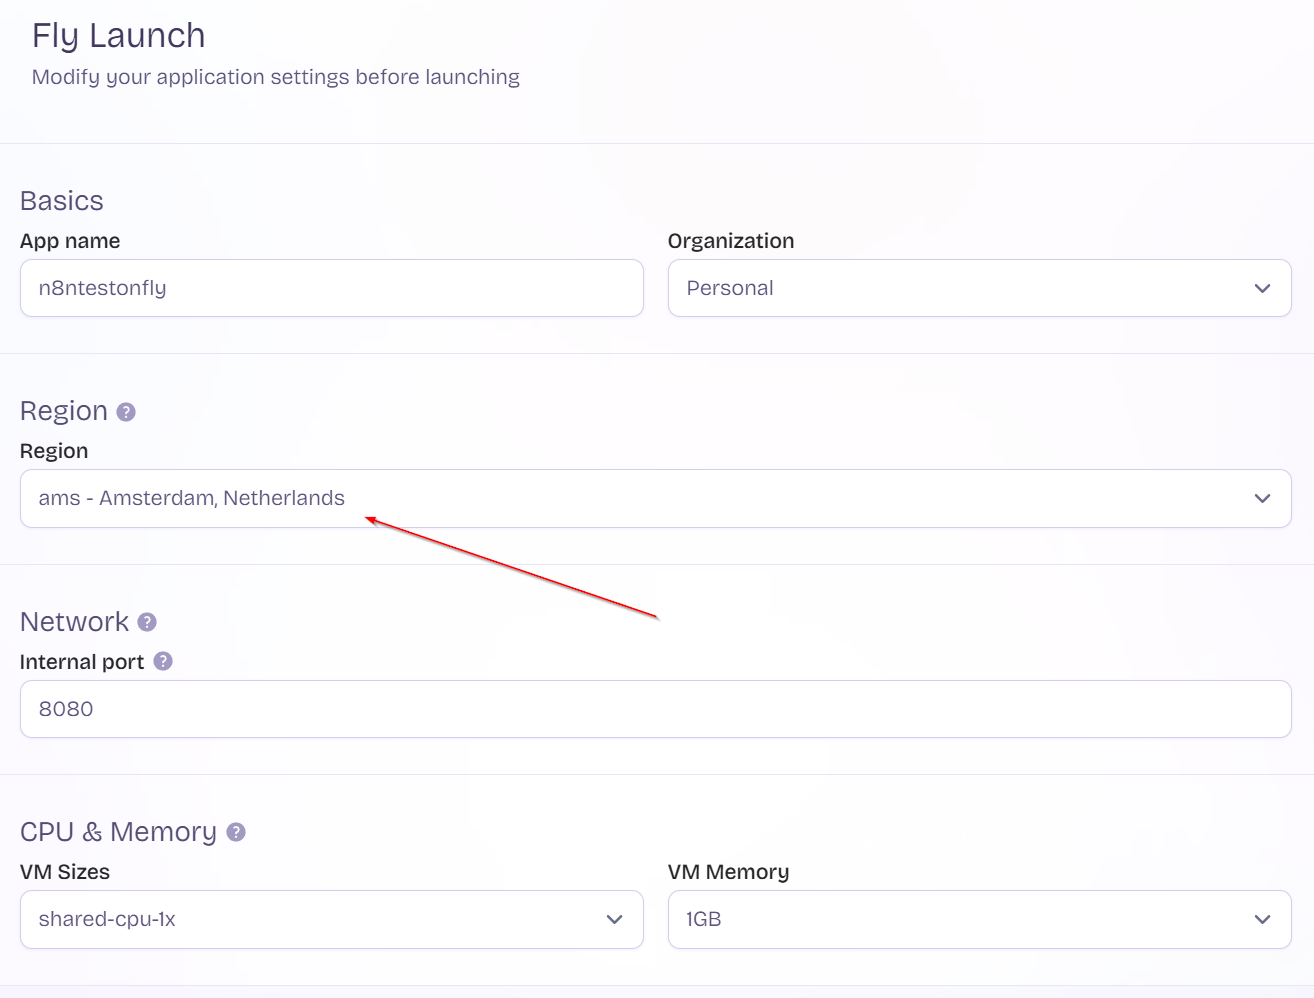 Fly Launch
Modify your application settings before launching
Basics
App name
Organization
n8ntestonfly
Personal
Region ?
Region
ams - Amsterdam, Netherlands
Network ?
Internal port ?
8080
CPU & Memory ?
VM Sizes
VM Memory
shared-cpu-1x
1GB